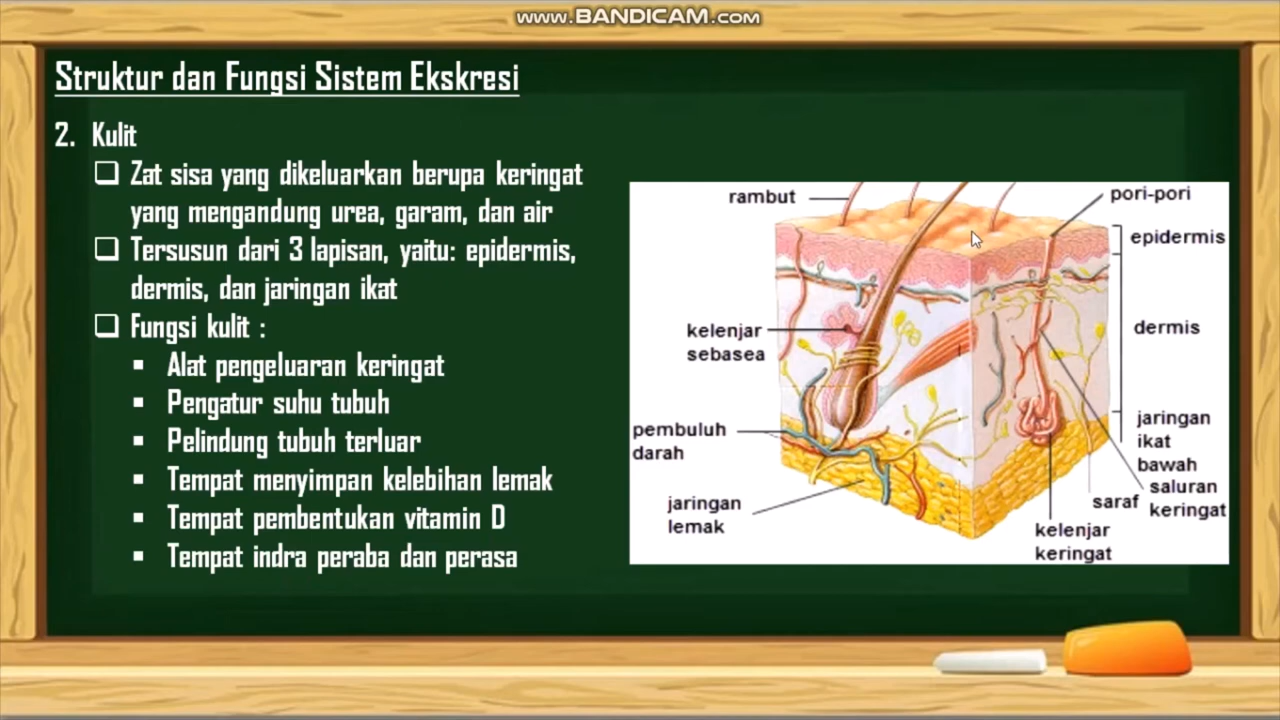 www.BANDICAM.com
Struktur dan Fungsi Sistem Ekskresi
2. Kulit
Zat sisa yang dikeluarkan berupa keringat
yang mengandung urea, garam, dan air
Tersusun dari 3 lapisan, yaitu: epidermis,
dermis, dan jaringan ikat
Fungsi kulit :
Alat pengeluaran keringat
Pengatur suhu tubuh
Pelindung tubuh terluar
Tempat menyimpan kelebihan lemak
Tempat pembentukan vitamin D
Tempat indra peraba dan perasa
rambut
kelenjar
sebasea
pembuluh
darah
jaringan
lemak
pori-pori
epidermis
dermis
jaringan
ikat
bawah
saluran
keringat
saraf
kelenjar
keringat